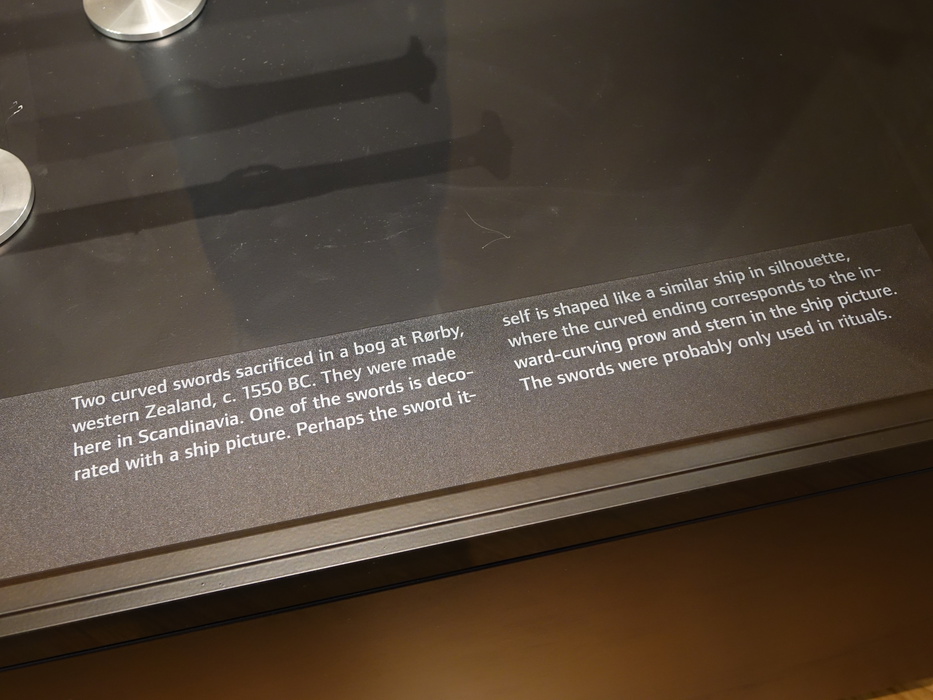 Two curved swords sacrificed in a bog at Rørby,
western Zealand, c. 1550 BC. They were made
here in Scandinavia. One of the swords is deco-
rated with a ship picture. Perhaps the sword it-
self is shaped like a similar ship in silhouette,
where the curved ending corresponds to the in-
ward-curving prow and stern in the ship picture.
The swords were probably only used in rituals.